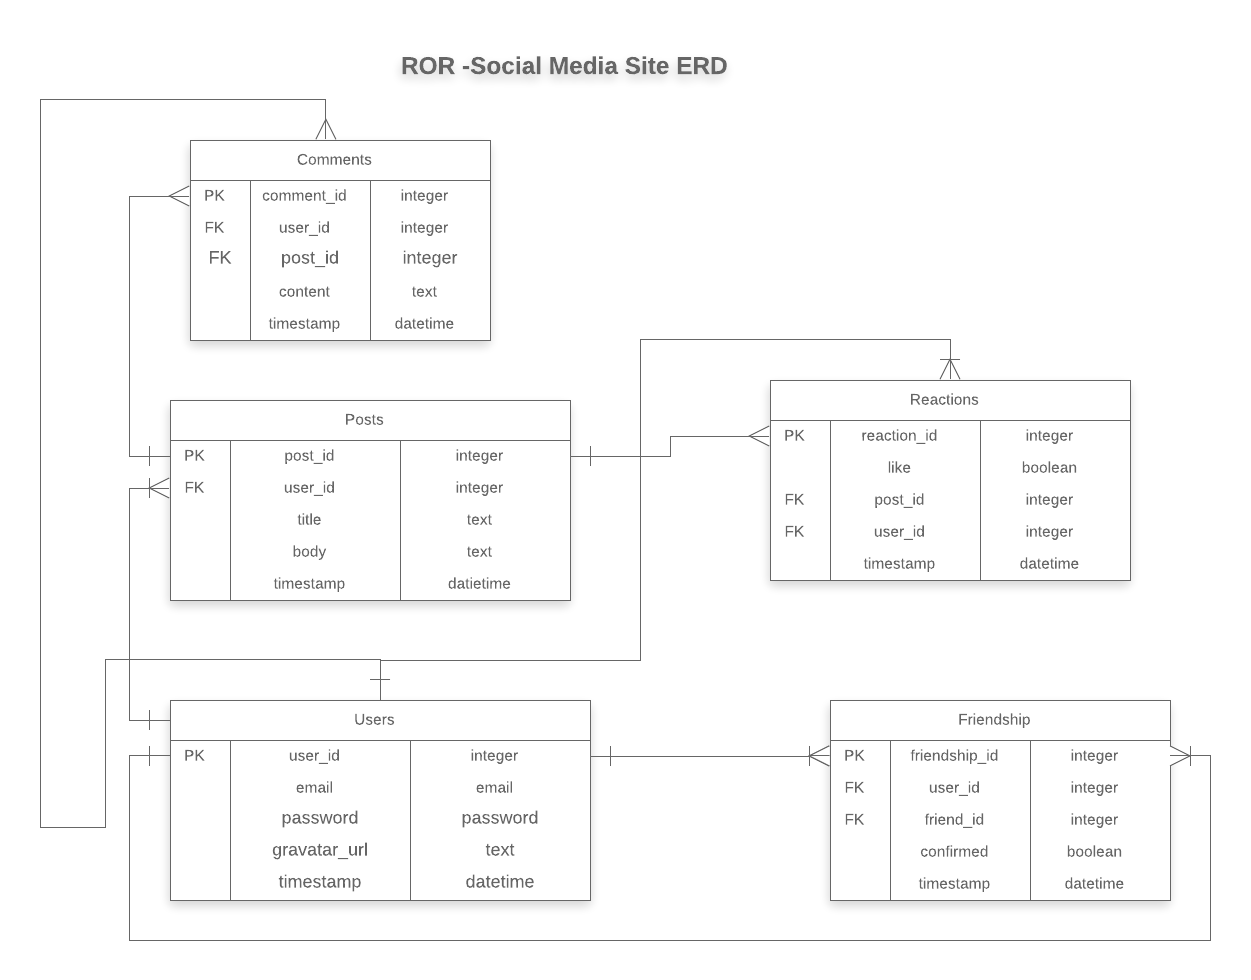 ROR -Social Media Site ERD
Comments
PK comment_id integer
FK user_id integer
FK post_id integer
content text
timestamp datetime
Posts
PK post_id integer
FK user_id integer
title text
body text
timestamp datietime
Reactions
PK reaction_id integer
like boolean
FK post_id integer
FK user_id integer
timestamp datetime
Users
PK user_id integer
email email
password password
gravatar_url text
timestamp datetime
Friendship
PK friendship_id integer
FK user_id integer
FK friend_id integer
confirmed boolean
timestamp datetime